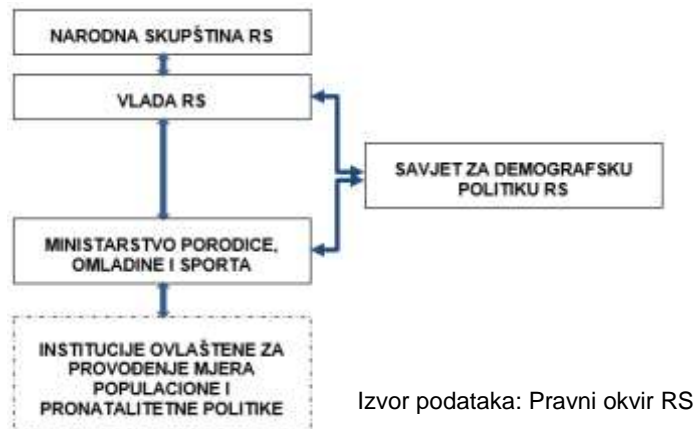 NARODNA SKUPŠTINA RS
VLADA RS
SAVJET ZA DEMOGRAFSKU
POLITIKU RS
MINISTARSTVO PORODICE,
OMLADINE I SPORTA
INSTITUCIJE OVLAŠTENE ZA
PROVOĐENJE MJERA
POPULACIONE I
PRONATALITETNE POLITIKE
Izvor podataka: Pravni okvir RS